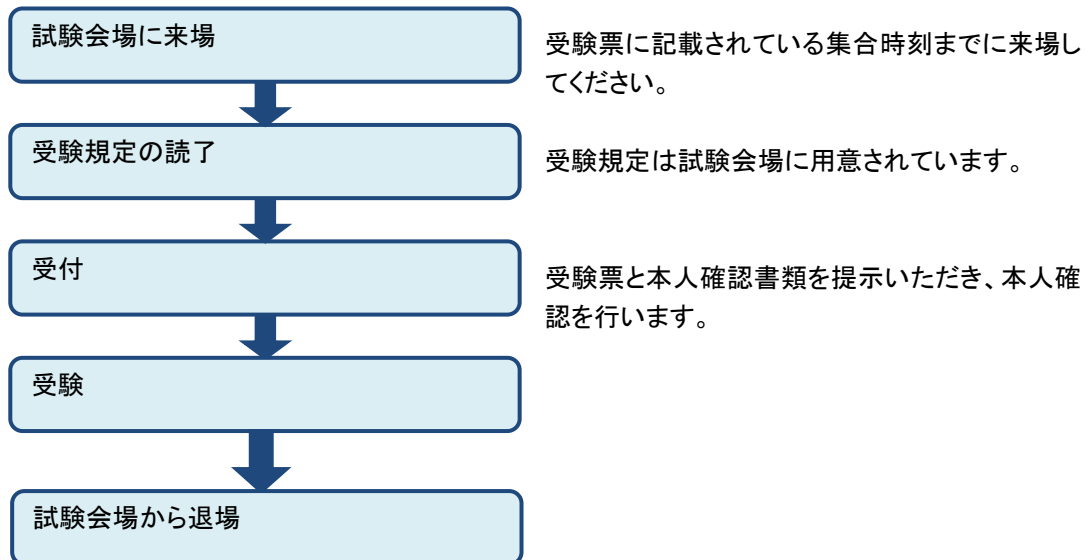 試験会場に来場
受験票に記載されている集合時刻までに来場し
てください。
受験規定の読了
受験規定は試験会場に用意されています。
受付
受験票と本人確認書類を提示いただき、本人確
認を行います。
受験
試験会場から退場